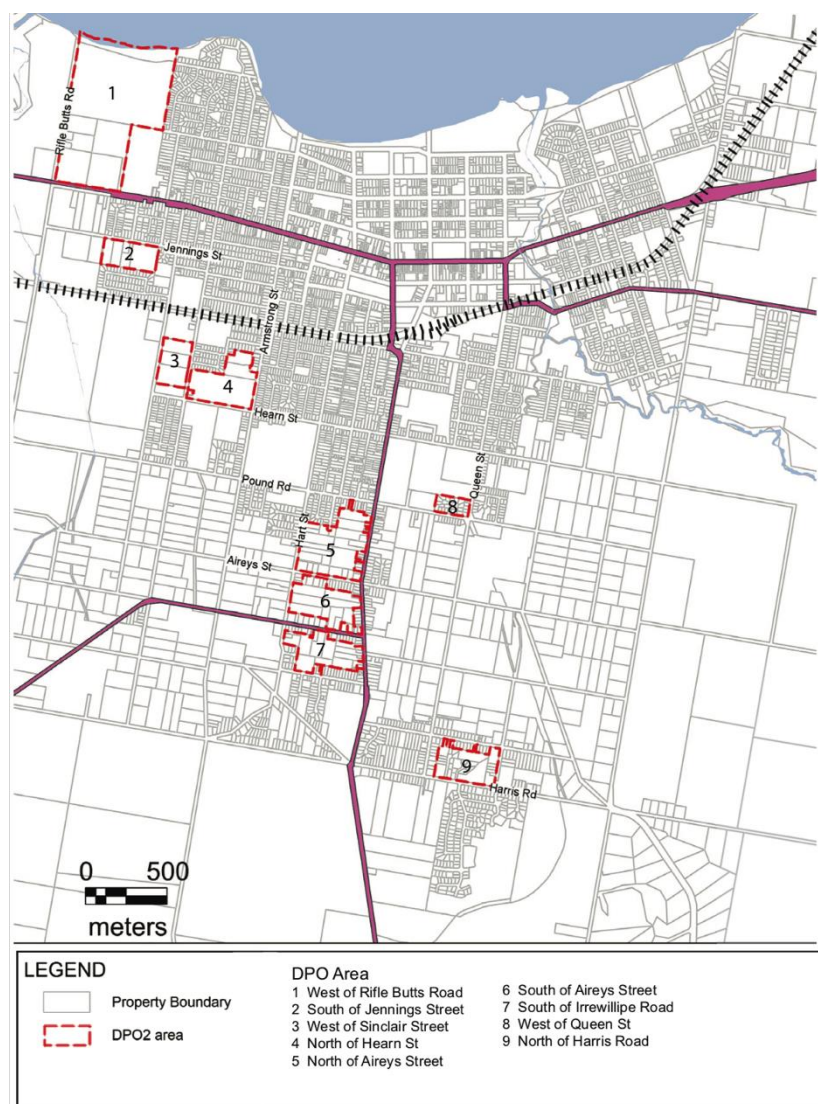 1
Rifle Butts Rd
Jennings St
2
Armstrong St
3
4
Hearn St
Pound Rd
Queen St
8
Hart St
5
Aireys St
6
7
9
Harris Rd
0 500
meters
LEGEND
Property Boundary
DPO2 area
DPO Area
1 West of Rifle Butts Road
2 South of Jennings Street
3 West of Sinclair Street
4 North of Hearn St
5 North of Aireys Street
6 South of Aireys Street
7 South of Irrewillipe Road
8 West of Queen St
9 North of Harris Road